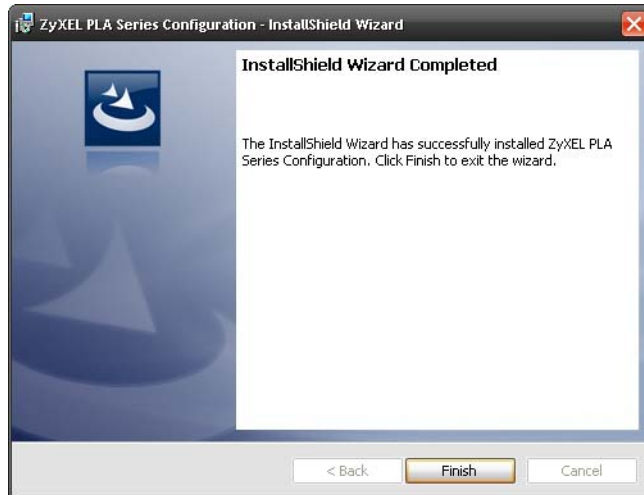 ZyXEL PLA Series Configuration - InstallShield Wizard
InstallShield Wizard Completed
The InstallShield Wizard has successfully installed ZyXEL PLA
Series Configuration. Click Finish to exit the wizard.
< Back
Finish
Cancel